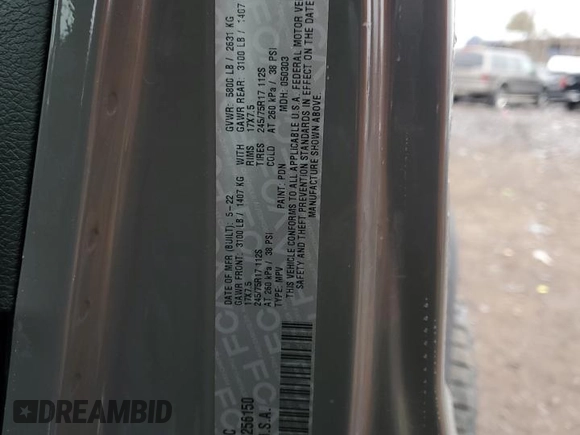 DATE OF MFR (BUILT): 5-22 GVWR: 5800 LB / 2631 KG
GAWR FRONT: 3100 LB / 1407 KG WITH GAWR REAR: 3100 LB / 1407
17X7.5 RIMS 17X7.5
245/75R17 112S TIRES 245/75R17 112S
AT 260 kPa / 38 PSI COLD AT 260 kPa / 38 PSI
TYPE: MPV PAINT: PDN MDH: 050303
THIS VEHICLE CONFORMS TO ALL APPLICABLE U.S.A. FEDERAL MOTOR VE
SAFETY AND THEFT PREVENTION STANDARDS IN EFFECT ON THE DATE
MANUFACTURE SHOWN ABOVE.
256150
.S.A.
AUTOHELPERBOT.COM